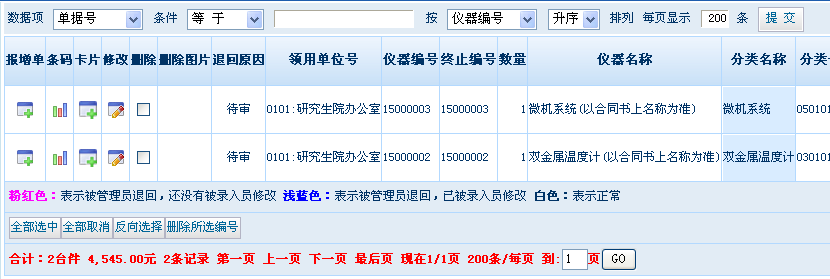 数据项 单据号 条件 等 于 按 仪器编号 升序 排列 每页显示 200 条 提 交
报增单 条码 卡片 修改 删除 删除图片 退回原因 领用单位号 仪器编号 终止编号 数量 仪器名称 分类名称 分类
待审 0101:研究生院办公室 15000003 15000003 1 微机系统(以合同书上名称为准) 微机系统 050101
待审 0101:研究生院办公室 15000002 15000002 1 双金属温度计(以合同书上名称为准) 双金属温度计 030101
粉红色：表示被管理员退回，还没有被录入员修改 浅蓝色：表示被管理员退回，已被录入员修改 白色：表示正常
全部选中 全部取消 反向选择 删除所选编号
合计：2台件 4,545.00元 2条记录 第一页 上一页 下一页 最后页 现在1/1页 200条/每页 到: 1 页 GO